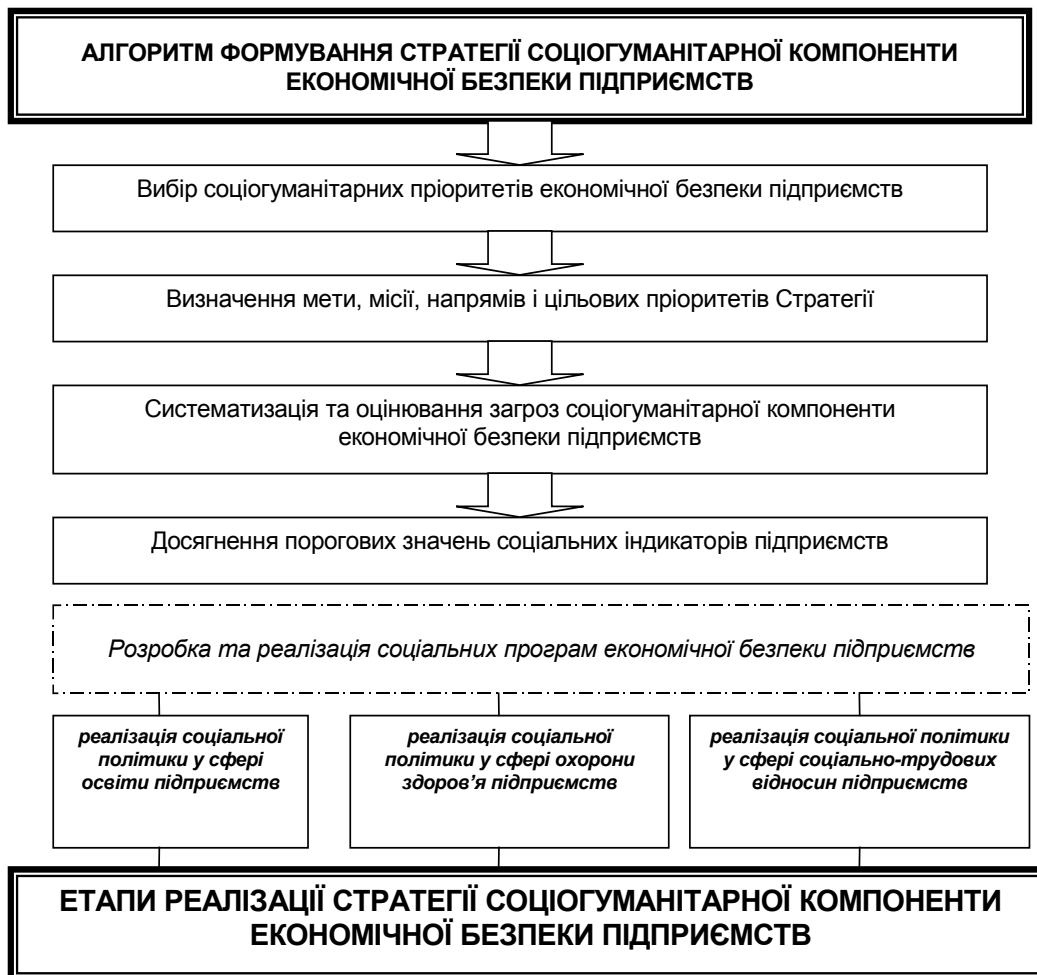 АЛГОРИТМ ФОРМУВАННЯ СТРАТЕГІЇ СОЦІОГУМАНІТАРНОЇ КОМПОНЕНТИ
ЕКОНОМІЧНОЇ БЕЗПЕКИ ПІДПРИЄМСТВ
Вибір соціогуманітарних пріоритетів економічної безпеки підприємств
Визначення мети, місії, напрямів і цільових пріоритетів Стратегії
Систематизація та оцінювання загроз соціогуманітарної компоненти
економічної безпеки підприємств
Досягнення порогових значень соціальних індикаторів підприємств
Розробка та реалізація соціальних програм економічної безпеки підприємств
реалізація соціальної
політики у сфері
освіти підприємств
реалізація соціальної
політики у сфері охорони
здоров'я підприємств
реалізація соціальної політики
у сфері соціально-трудових
відносин підприємств
ЕТАПИ РЕАЛІЗАЦІЇ СТРАТЕГІЇ СОЦІОГУМАНІТАРНОЇ КОМПОНЕНТИ
ЕКОНОМІЧНОЇ БЕЗПЕКИ ПІДПРИЄМСТВ